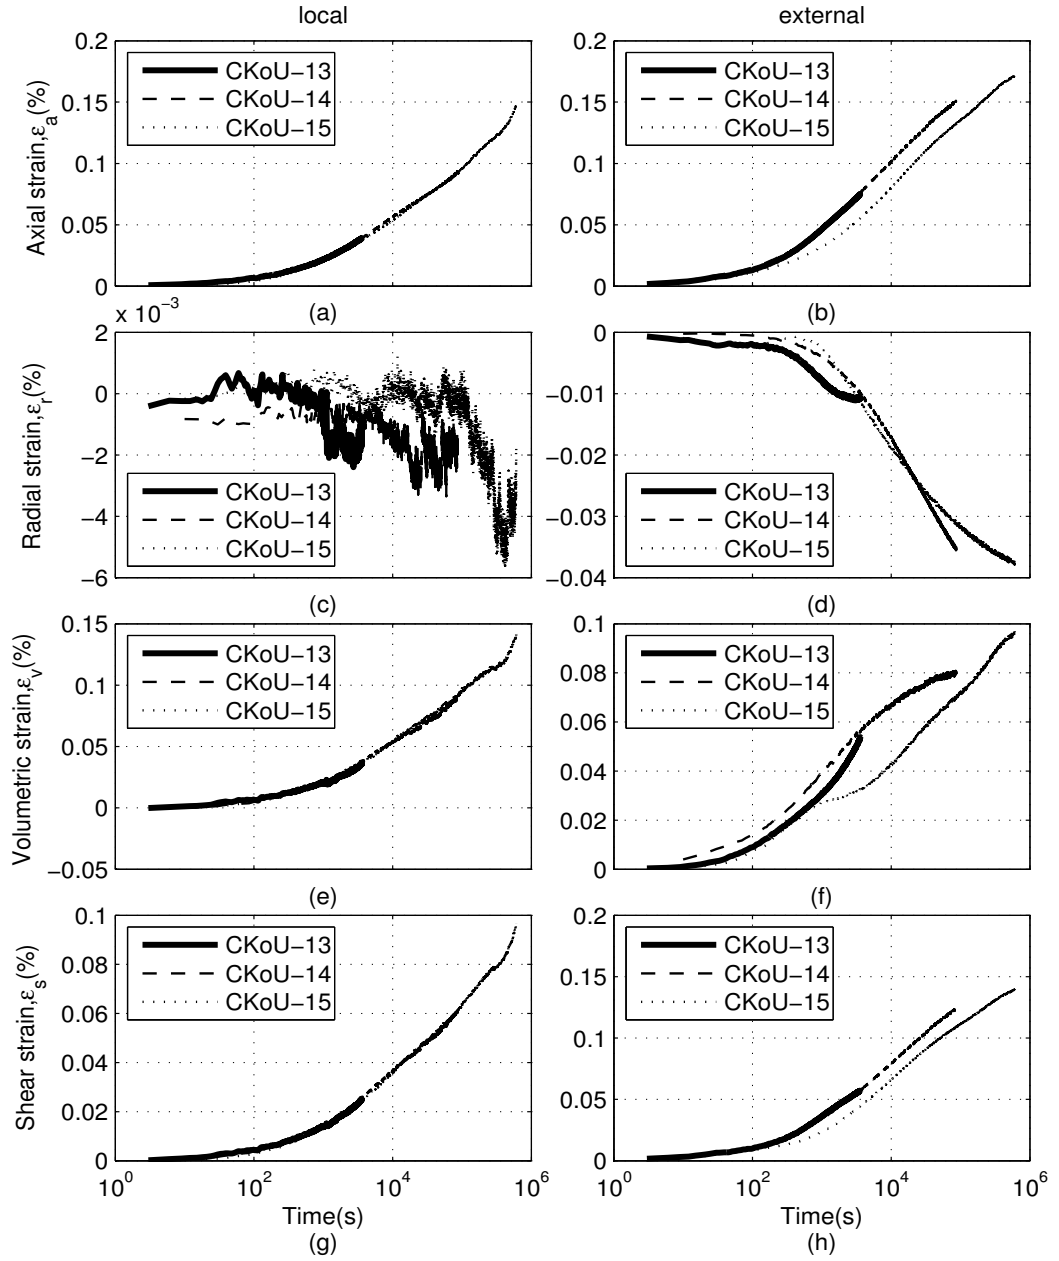 local
external
Axial strain,εa(%)
0.2
0.15
0.1
0.05
0
CKoU−13
CKoU−14
CKoU−15
(a)
0.2
0.15
0.1
0.05
0
CKoU−13
CKoU−14
CKoU−15
(b)
x 10−3
Radial strain,εr(%)
2
0
−2
−4
−6
CKoU−13
CKoU−14
CKoU−15
(c)
0
−0.01
−0.02
−0.03
−0.04
CKoU−13
CKoU−14
CKoU−15
(d)
Volumetric strain,εv(%)
0.15
0.1
0.05
0
−0.05
CKoU−13
CKoU−14
CKoU−15
(e)
0.1
0.08
0.06
0.04
0.02
0
CKoU−13
CKoU−14
CKoU−15
(f)
Shear strain,εs(%)
0.1
0.08
0.06
0.04
0.02
0
CKoU−13
CKoU−14
CKoU−15
10^0 10^2 10^4 10^6
Time(s)
(g)
0.2
0.15
0.1
0.05
0
CKoU−13
CKoU−14
CKoU−15
10^0 10^2 10^4 10^6
Time(s)
(h)